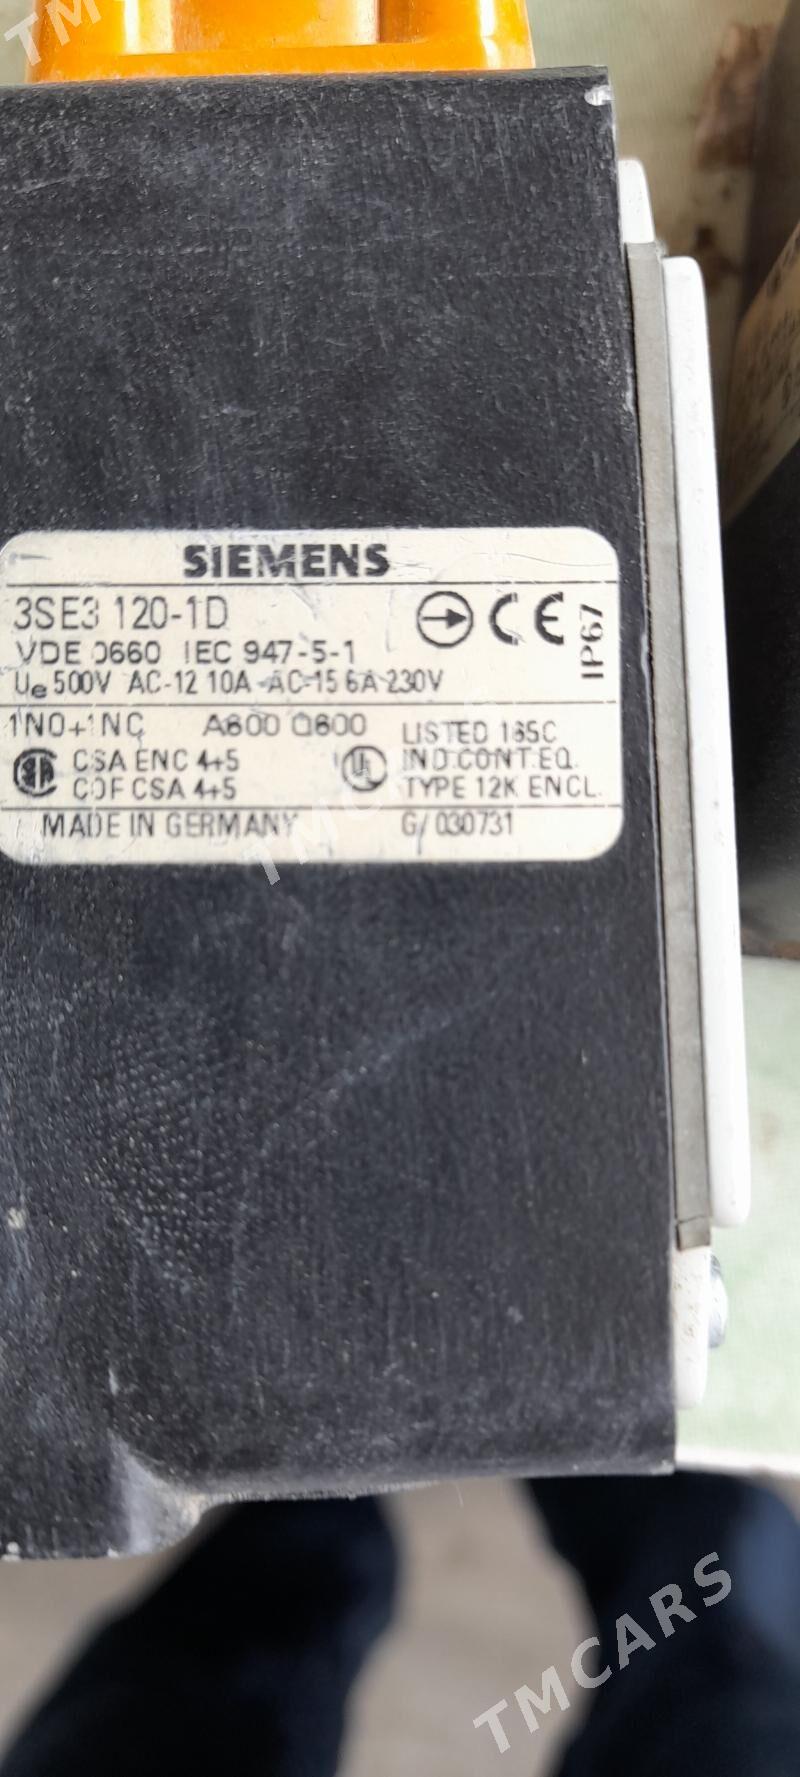 SIEMENS
3SE3 120-1D
CE
IP67
VDE 0660 IEC 947-5-1
Ue 500V AC-12 10A AC-15 6A 230V
1NO+1NC A600 Q600
LISTED 165C
CSA ENC 4+5
IND.CONT.EQ.
COF CSA 4+5
TYPE 12K ENCL.
MADE IN GERMANY G/030731
TMCARS
TMCARS